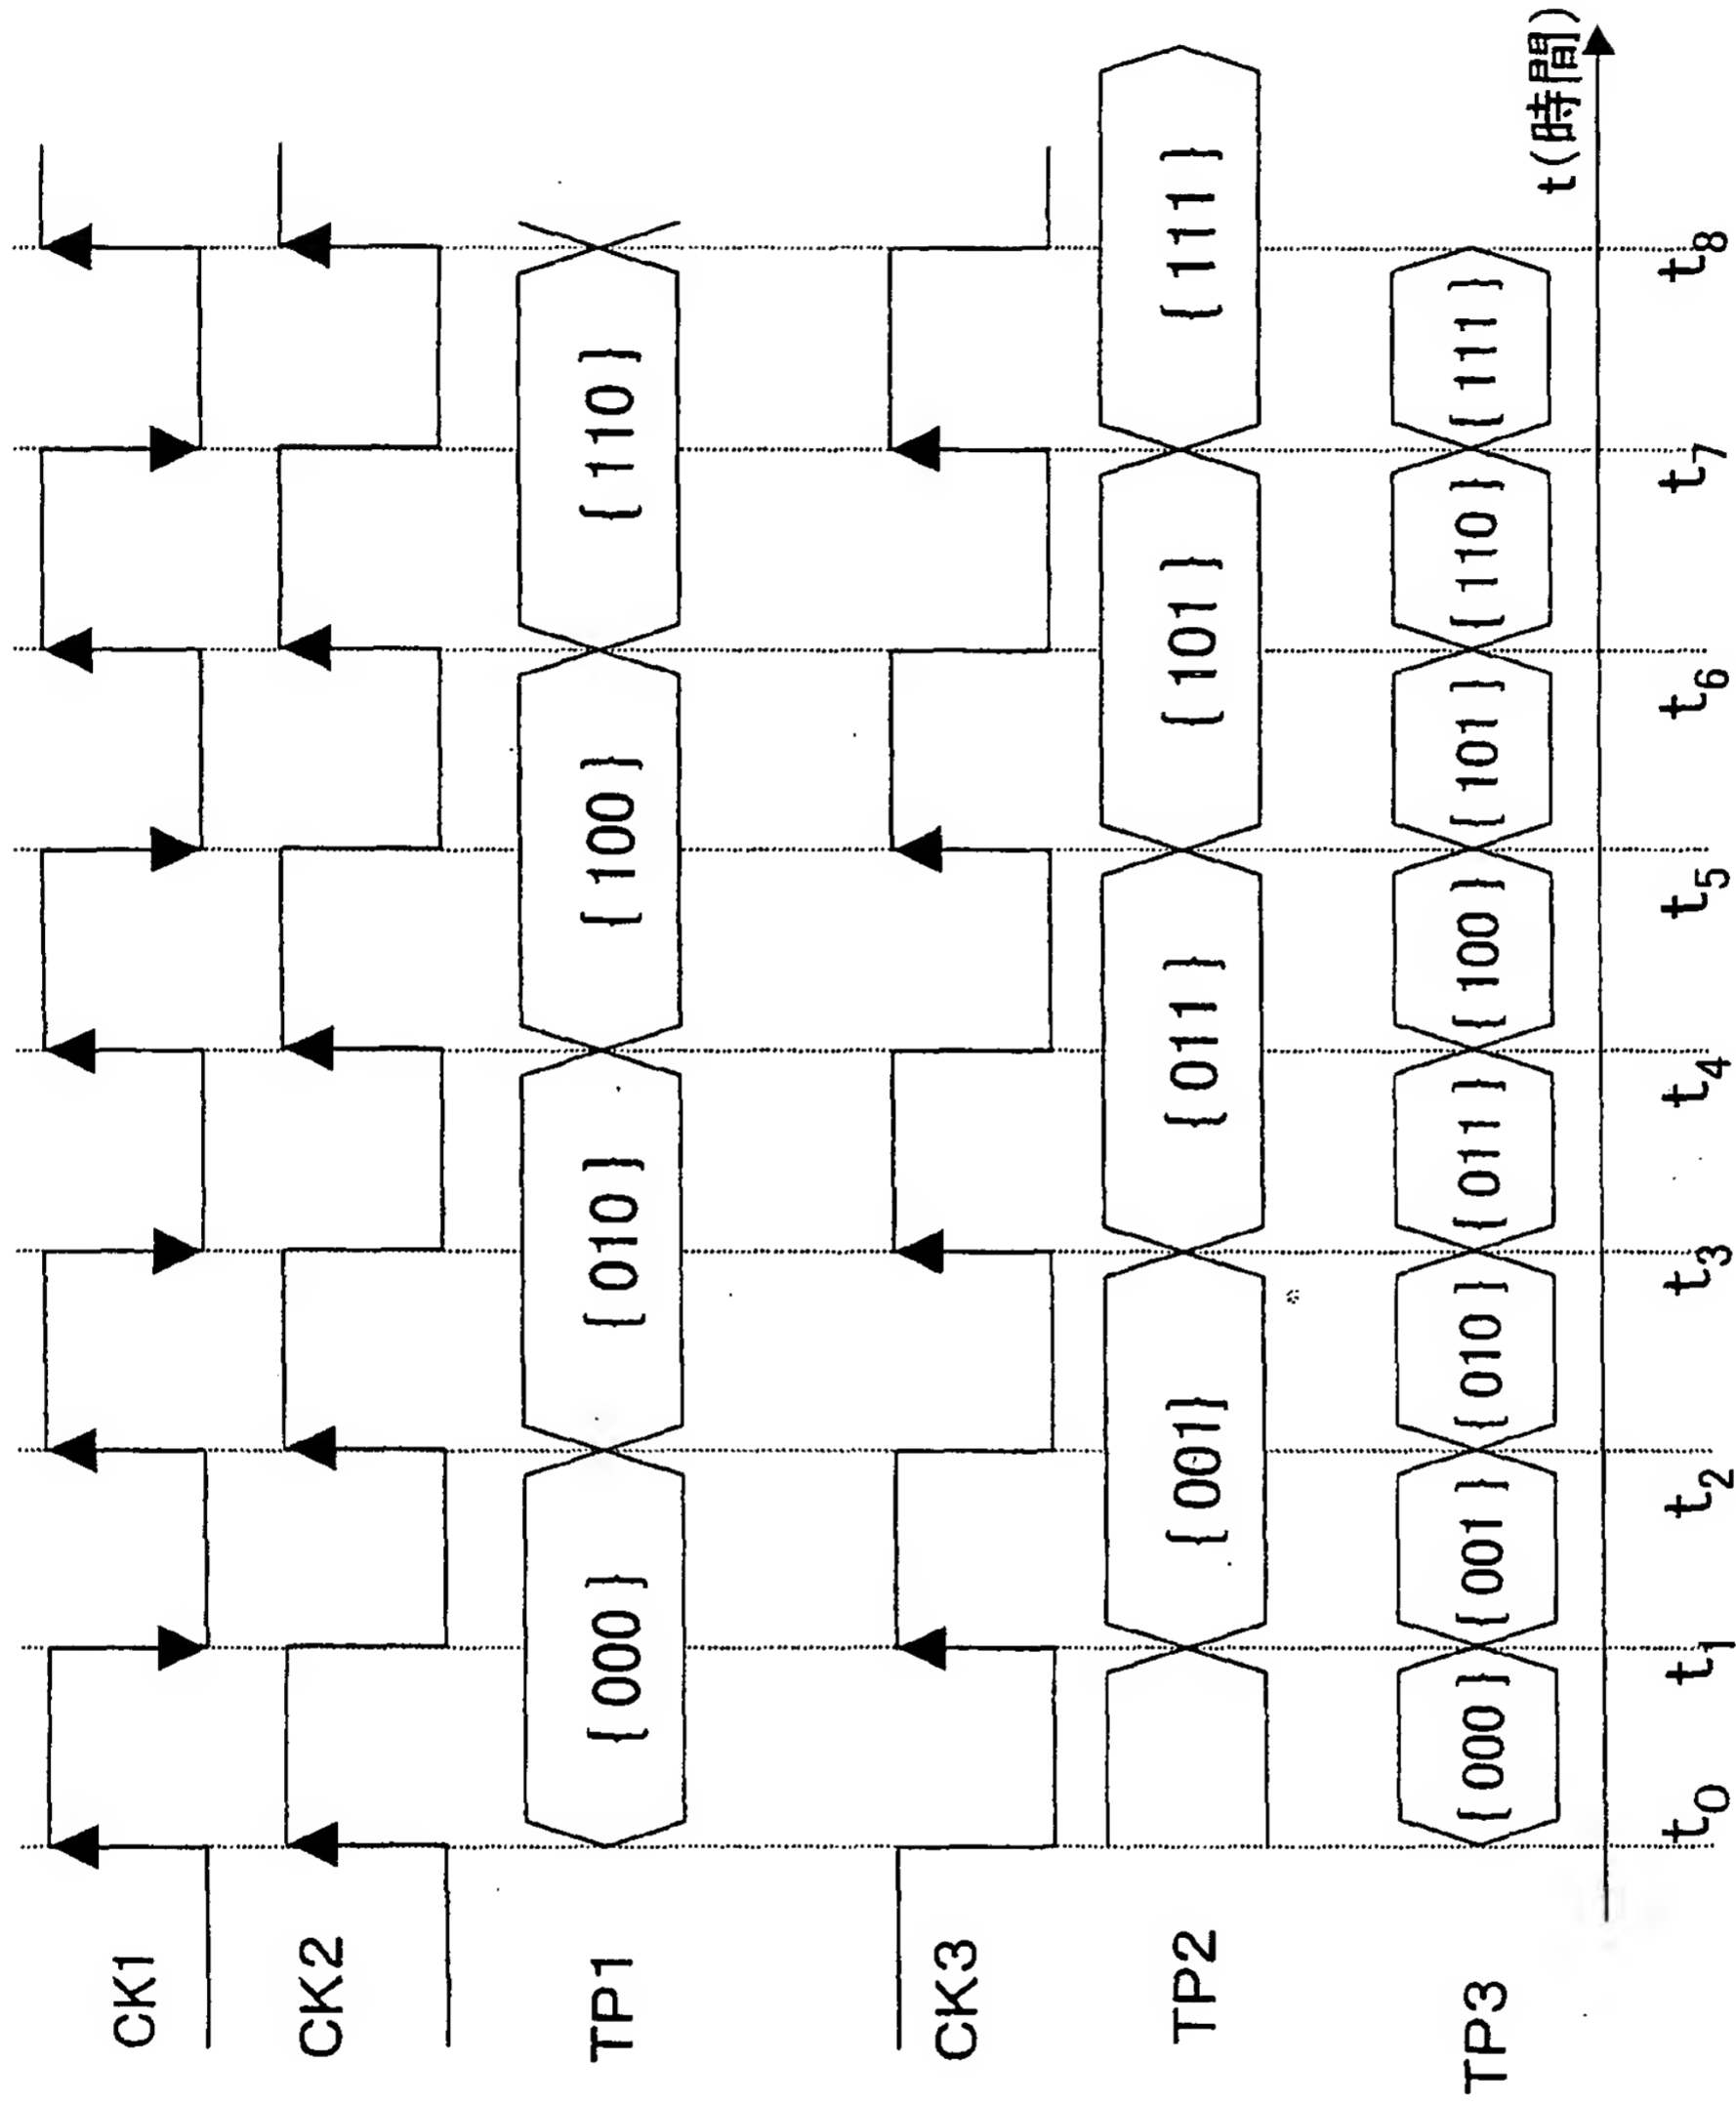 CK1
CK2
TP1 {000} {010} {100} {110}
CK3
TP2 {001} {011} {101} {111}
TP3 {000} {001} {010} {011} {100} {101} {110} {111}
t(時間)
t0 t1 t2 t3 t4 t5 t6 t7 t8